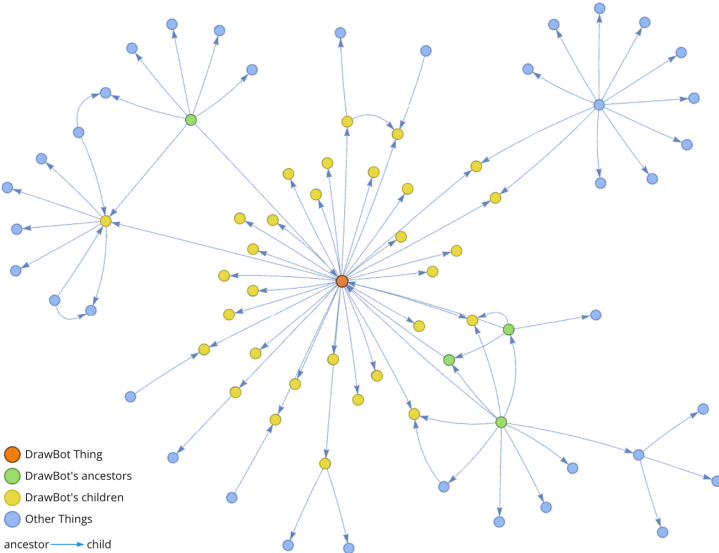 DrawBot Thing
DrawBot's ancestors
DrawBot's children
Other Things
ancestor child